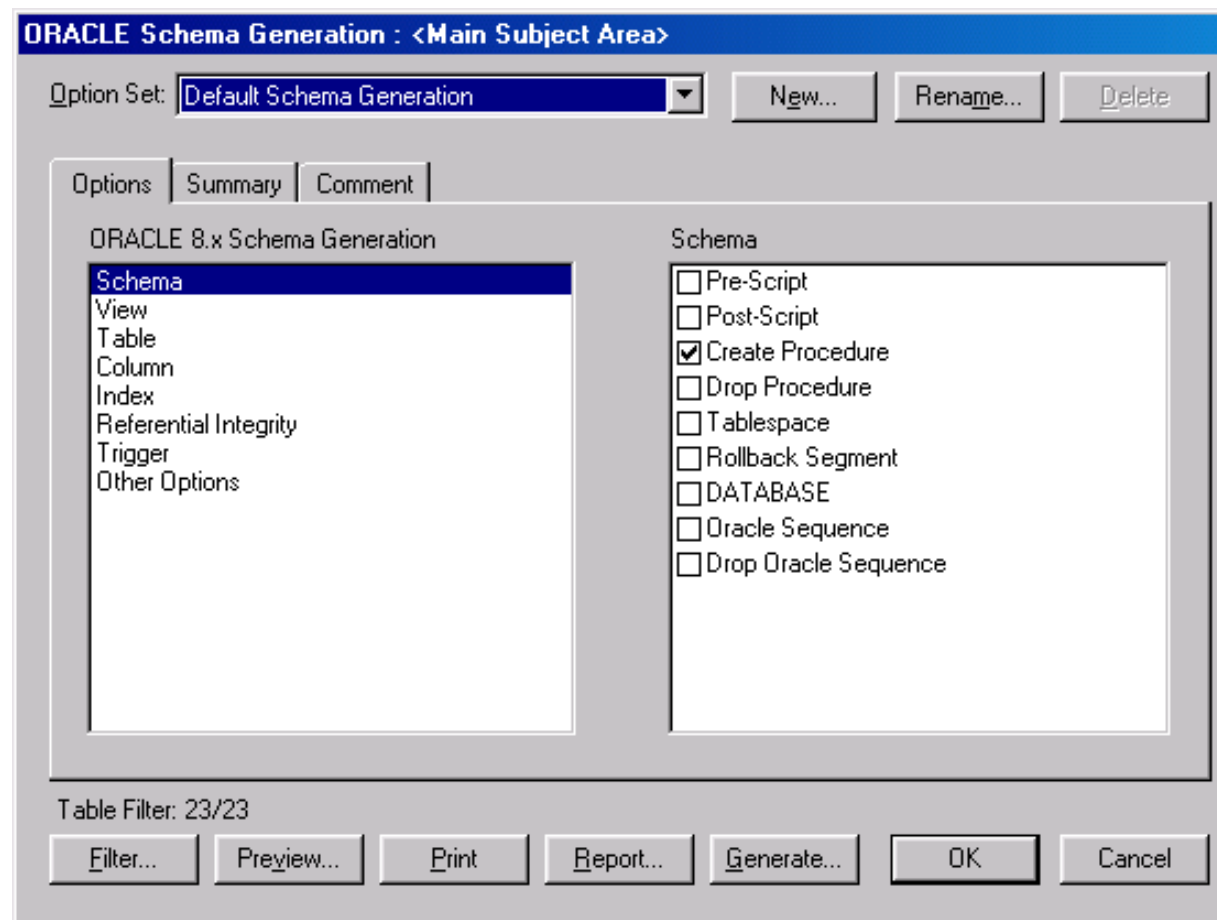 ORACLE Schema Generation : <Main Subject Area>
Option Set: Default Schema Generation New... Rename... Delete
Options Summary Comment
ORACLE 8.x Schema Generation
Schema
View
Table
Column
Index
Referential Integrity
Trigger
Other Options
Schema
Pre-Script
Post-Script
Create Procedure
Drop Procedure
Tablespace
Rollback Segment
DATABASE
Oracle Sequence
Drop Oracle Sequence
Table Filter: 23/23
Filter... Preview... Print Report... Generate... OK Cancel